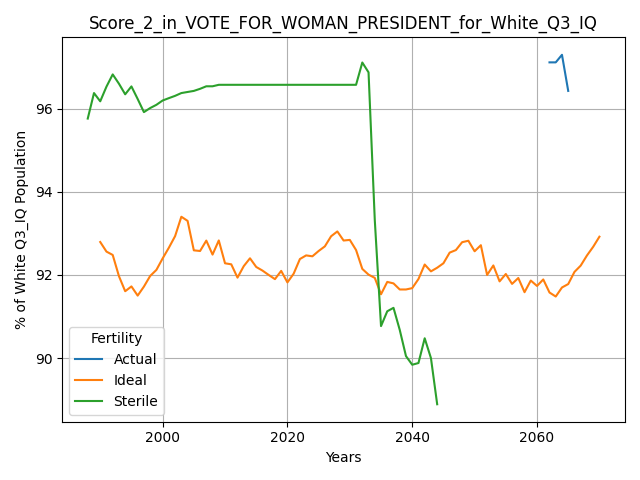 Score_2_in_VOTE_FOR_WOMAN_PRESIDENT_for_White_Q3_IQ
% of White Q3_IQ Population
96
94
92
90
Fertility
Actual
Ideal
Sterile
2000
2020
2040
2060
Years